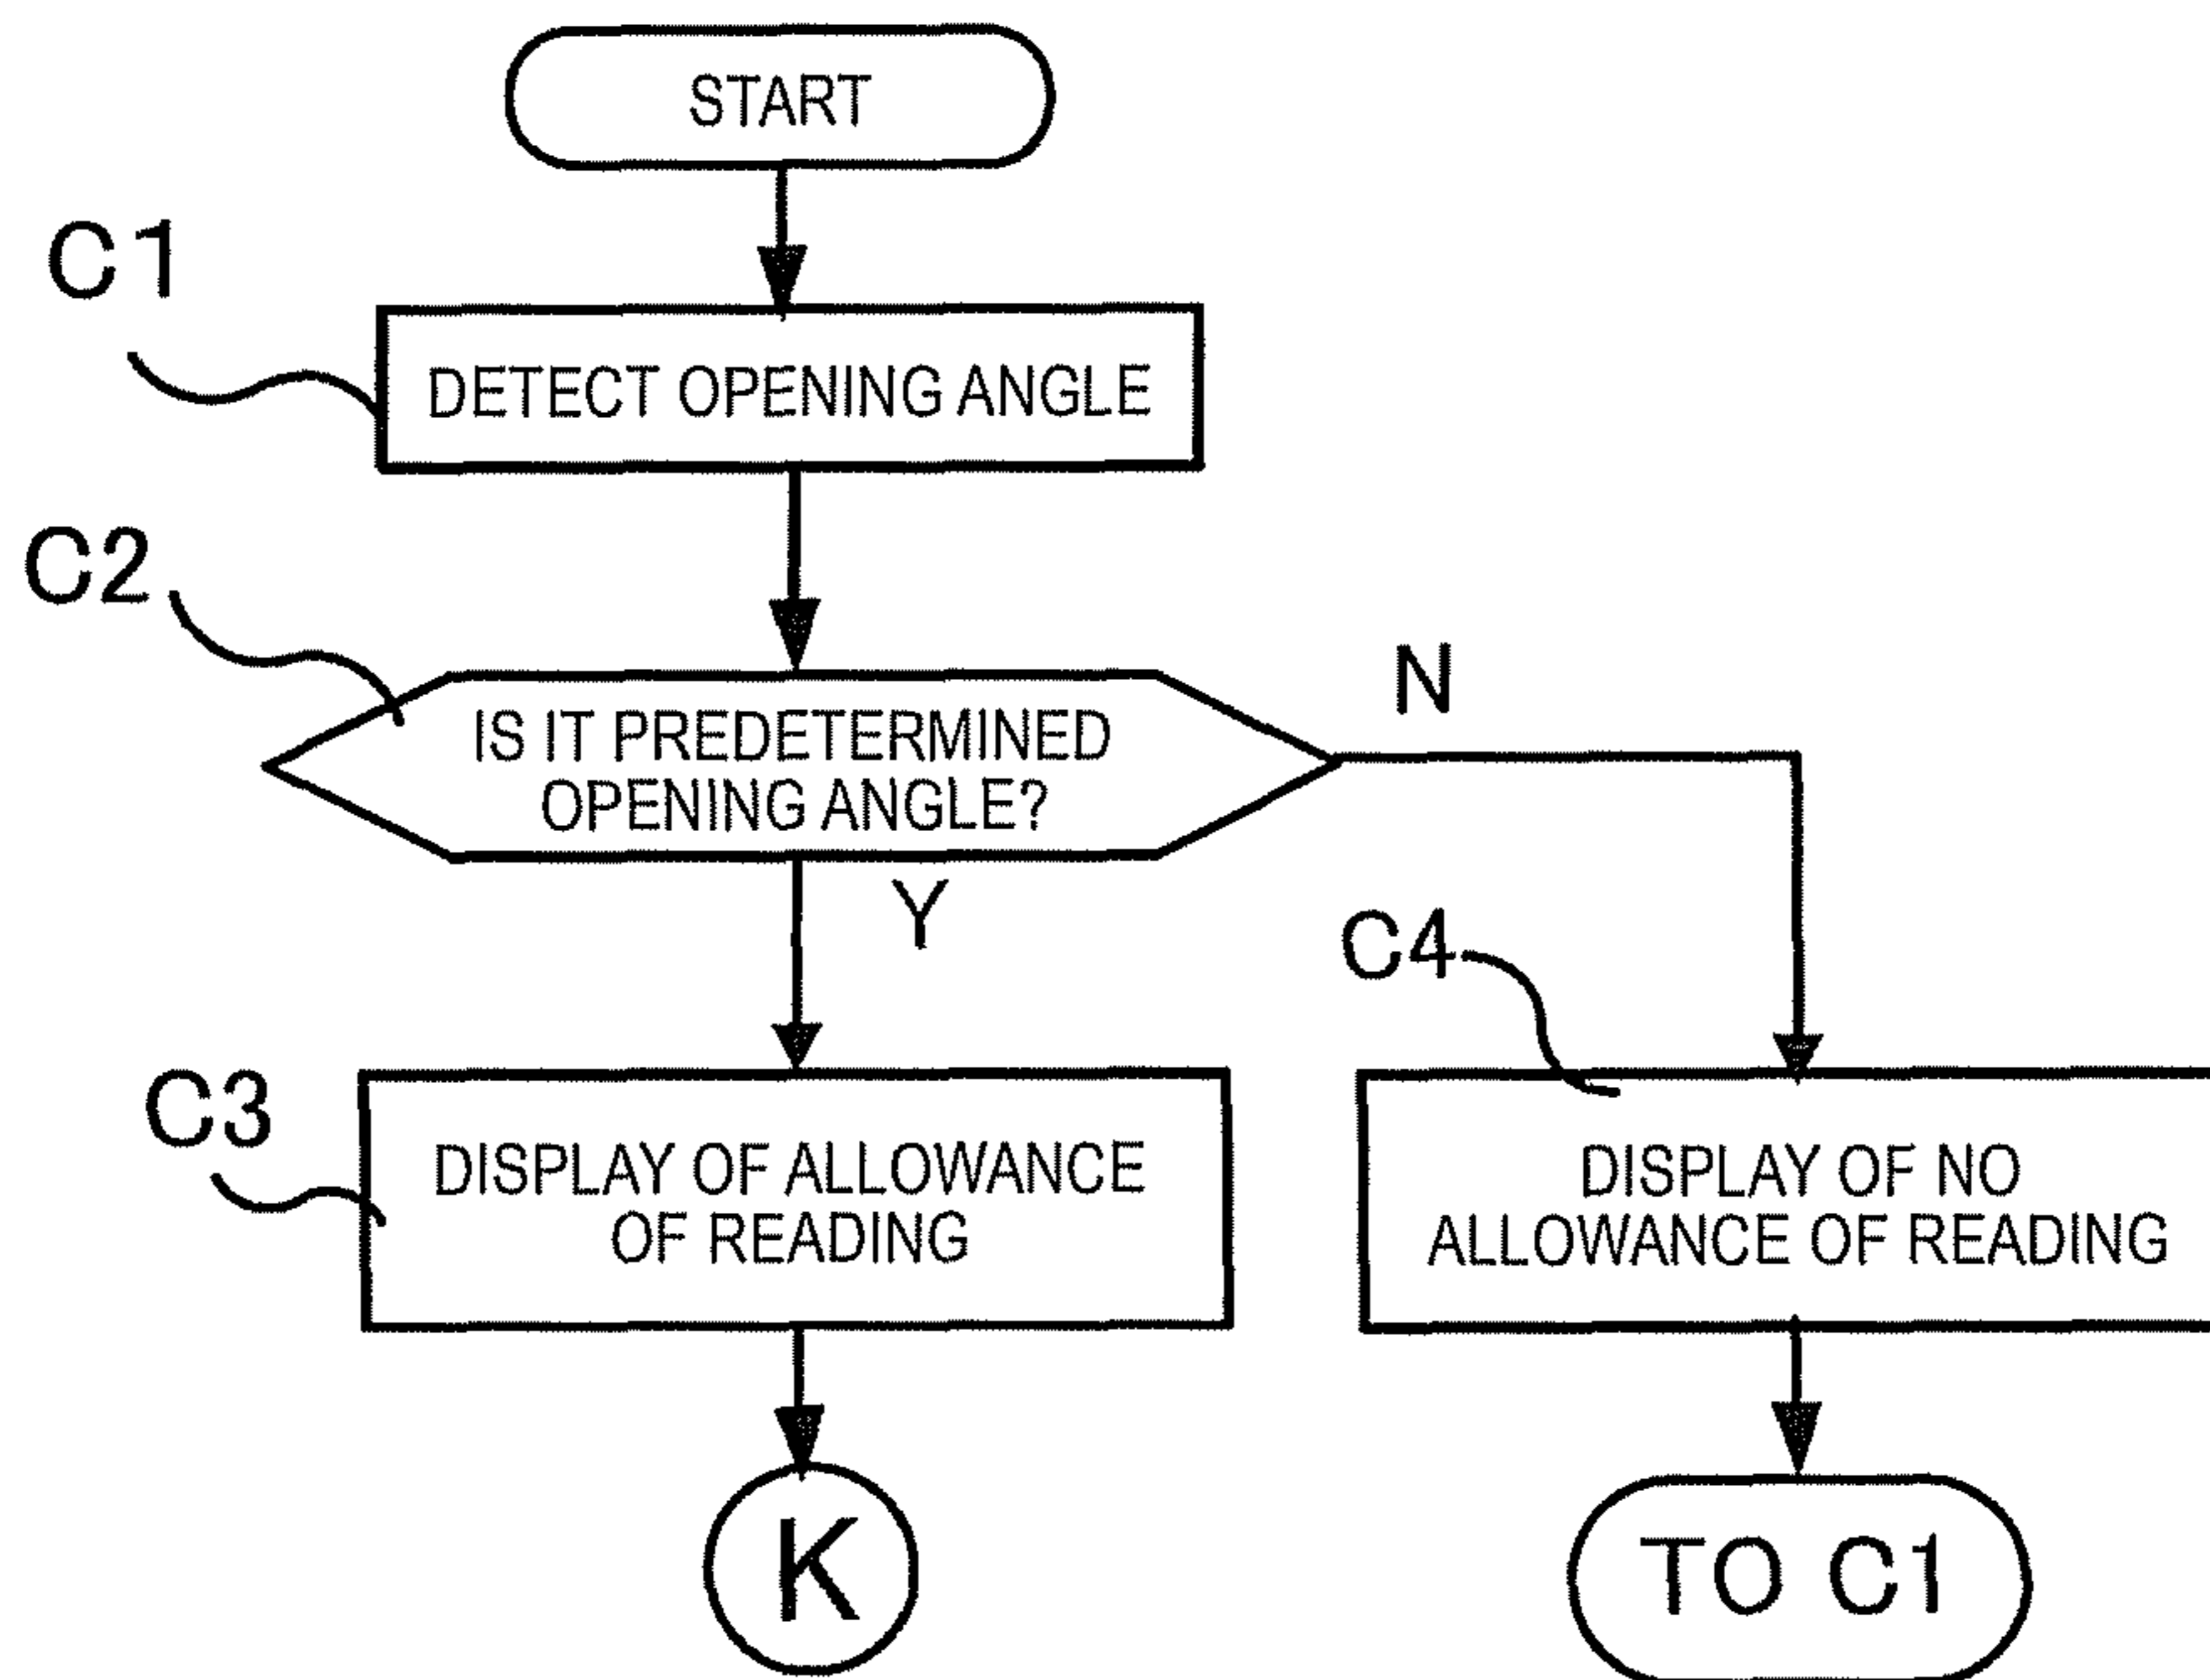 START
C1
DETECT OPENING ANGLE
C2
IS IT PREDETERMINED
OPENING ANGLE?
N
Y
C3
DISPLAY OF ALLOWANCE
OF READING
C4
DISPLAY OF NO
ALLOWANCE OF READING
K
TO C1